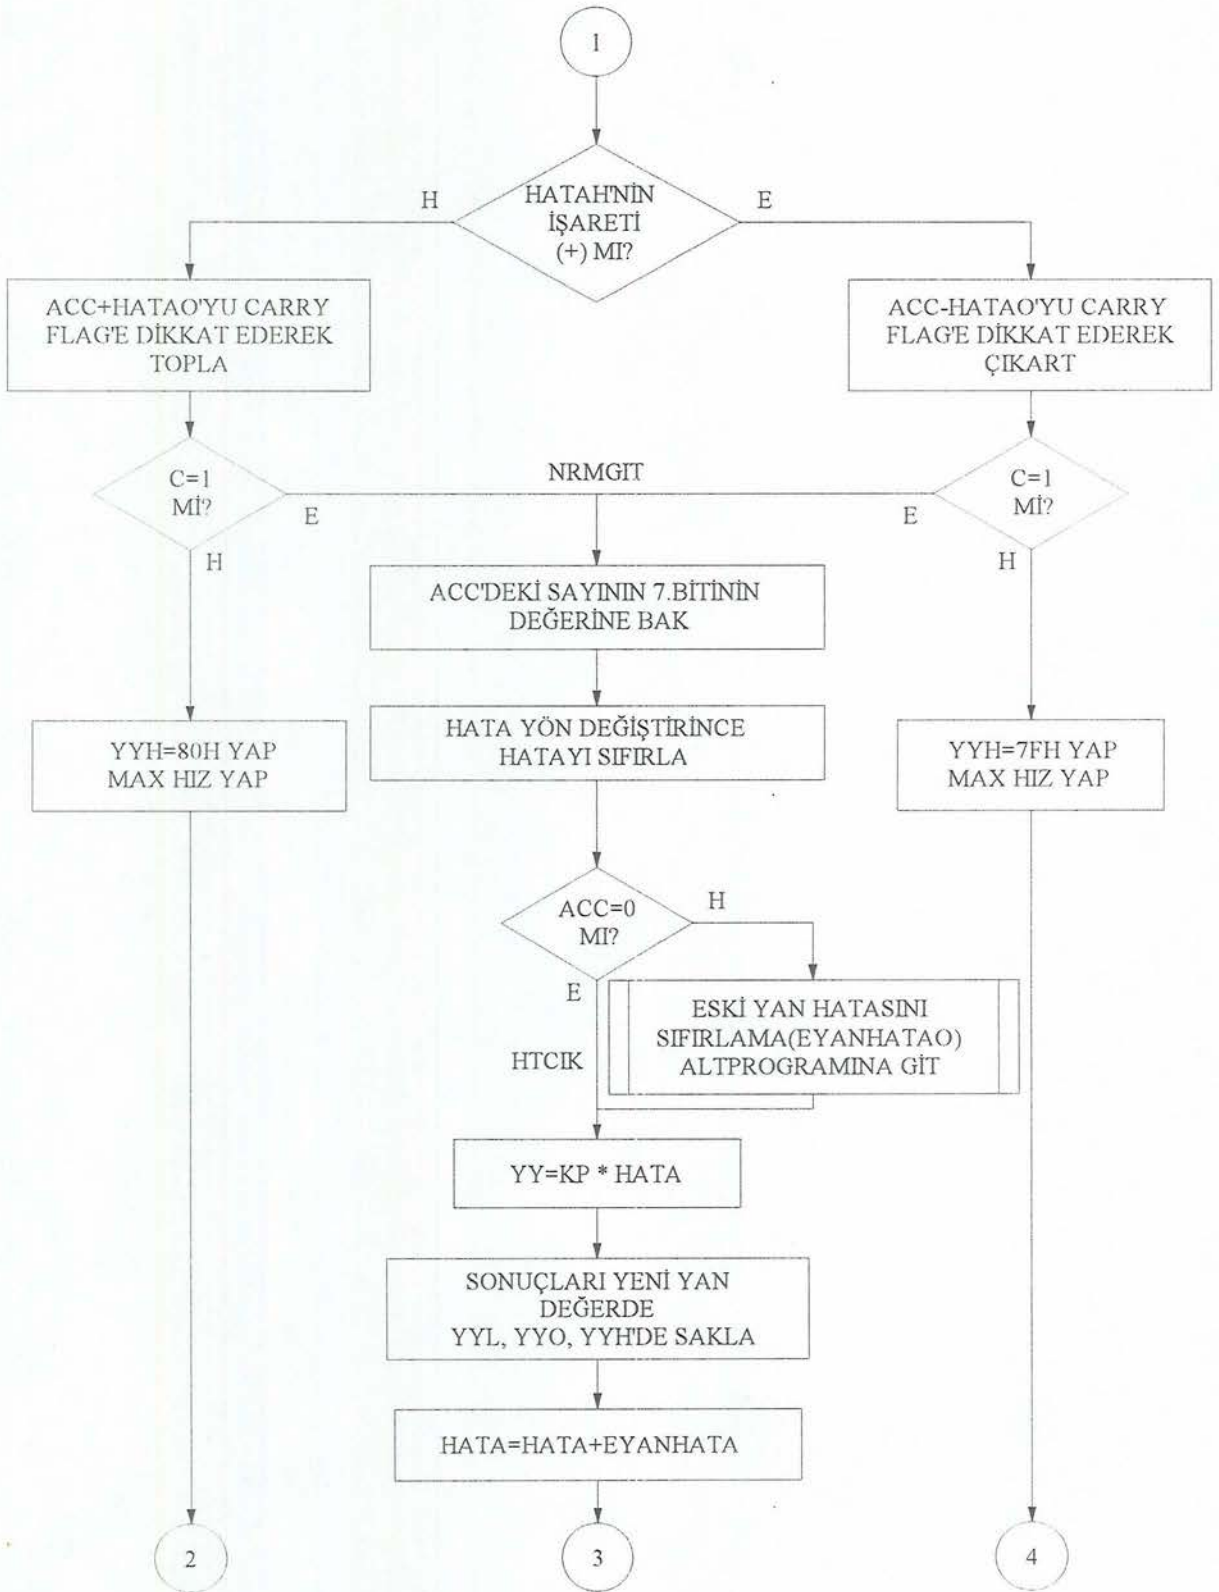 1
HATAH'NİN
İŞARETİ
(+) MI?
H
E
ACC+HATAO'YU CARRY
FLAG'E DİKKAT EDEREK
TOPLA
ACC-HATAO'YU CARRY
FLAG'E DİKKAT EDEREK
ÇIKART
C=1
Mİ?
E
H
NRMGIT
C=1
Mİ?
E
H
ACC'DEKİ SAYININ 7.BİTİNİN
DEĞERİNE BAK
YYH=80H YAP
MAX HIZ YAP
HATA YÖN DEĞİŞTİRİNCE
HATAYI SIFIRLA
YYH=7FH YAP
MAX HIZ YAP
ACC=0
MI?
H
E
ESKİ YAN HATASINI
SIFIRLAMA(EYANHATAO)
ALTPROGRAMINA GİT
HTCIK
YY=KP * HATA
SONUÇLARI YENİ YAN
DEĞERDE
YYL, YYO, YYH'DE SAKLA
HATA=HATA+EYANHATA
2
3
4